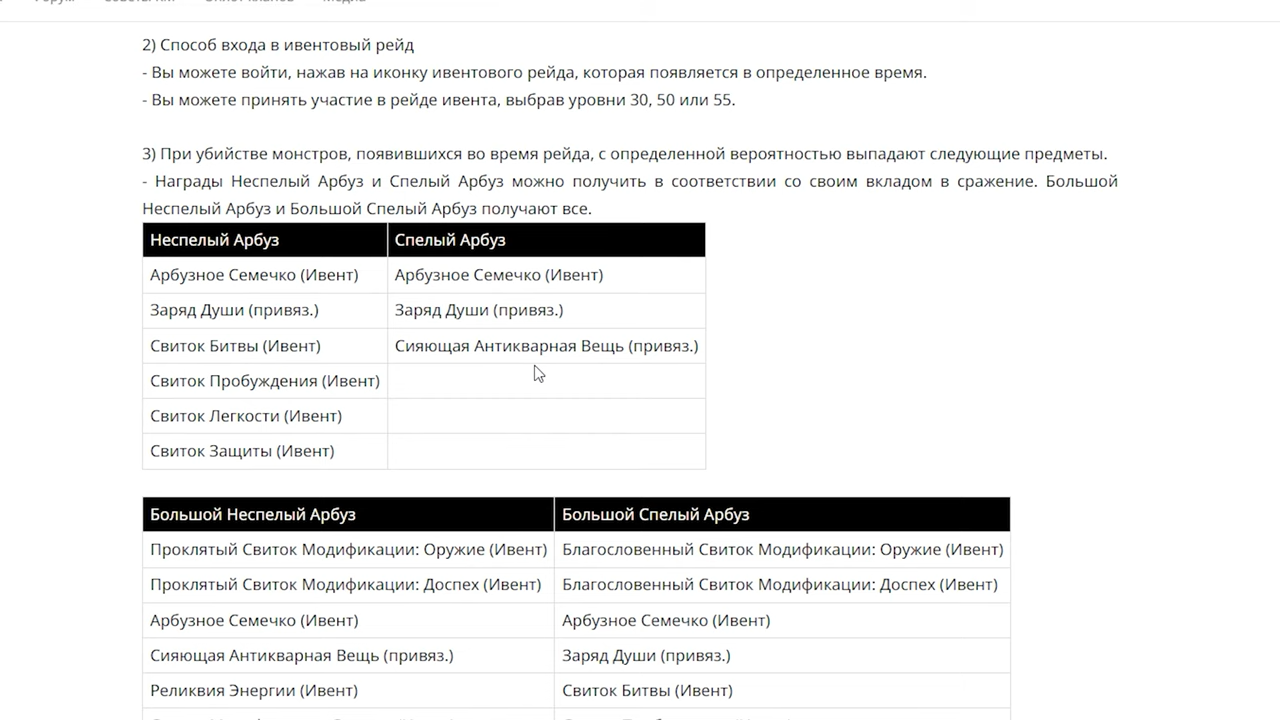 2) Способ входа в ивентовый рейд
- Вы можете войти, нажав на иконку ивентового рейда, которая появляется в определенное время.
- Вы можете принять участие в рейде ивента, выбрав уровни 30, 50 или 55.
3) При убийстве монстров, появившихся во время рейда, с определенной вероятностью выпадают следующие предметы.
- Награды Неспелый Арбуз и Спелый Арбуз можно получить в соответствии со своим вкладом в сражение. Большой
Неспелый Арбуз и Большой Спелый Арбуз получают все.
Неспелый Арбуз Спелый Арбуз
Арбузное Семечко (Ивент) Арбузное Семечко (Ивент)
Заряд Души (привяз.) Заряд Души (привяз.)
Свиток Битвы (Ивент) Сияющая Антикварная Вещь (привяз.)
Свиток Пробуждения (Ивент)
Свиток Легкости (Ивент)
Свиток Защиты (Ивент)
Большой Неспелый Арбуз Большой Спелый Арбуз
Проклятый Свиток Модификации: Оружие (Ивент) Благословенный Свиток Модификации: Оружие (Ивент)
Проклятый Свиток Модификации: Доспех (Ивент) Благословенный Свиток Модификации: Доспех (Ивент)
Арбузное Семечко (Ивент) Арбузное Семечко (Ивент)
Сияющая Антикварная Вещь (привяз.) Заряд Души (привяз.)
Реликвия Энергии (Ивент) Свиток Битвы (Ивент)